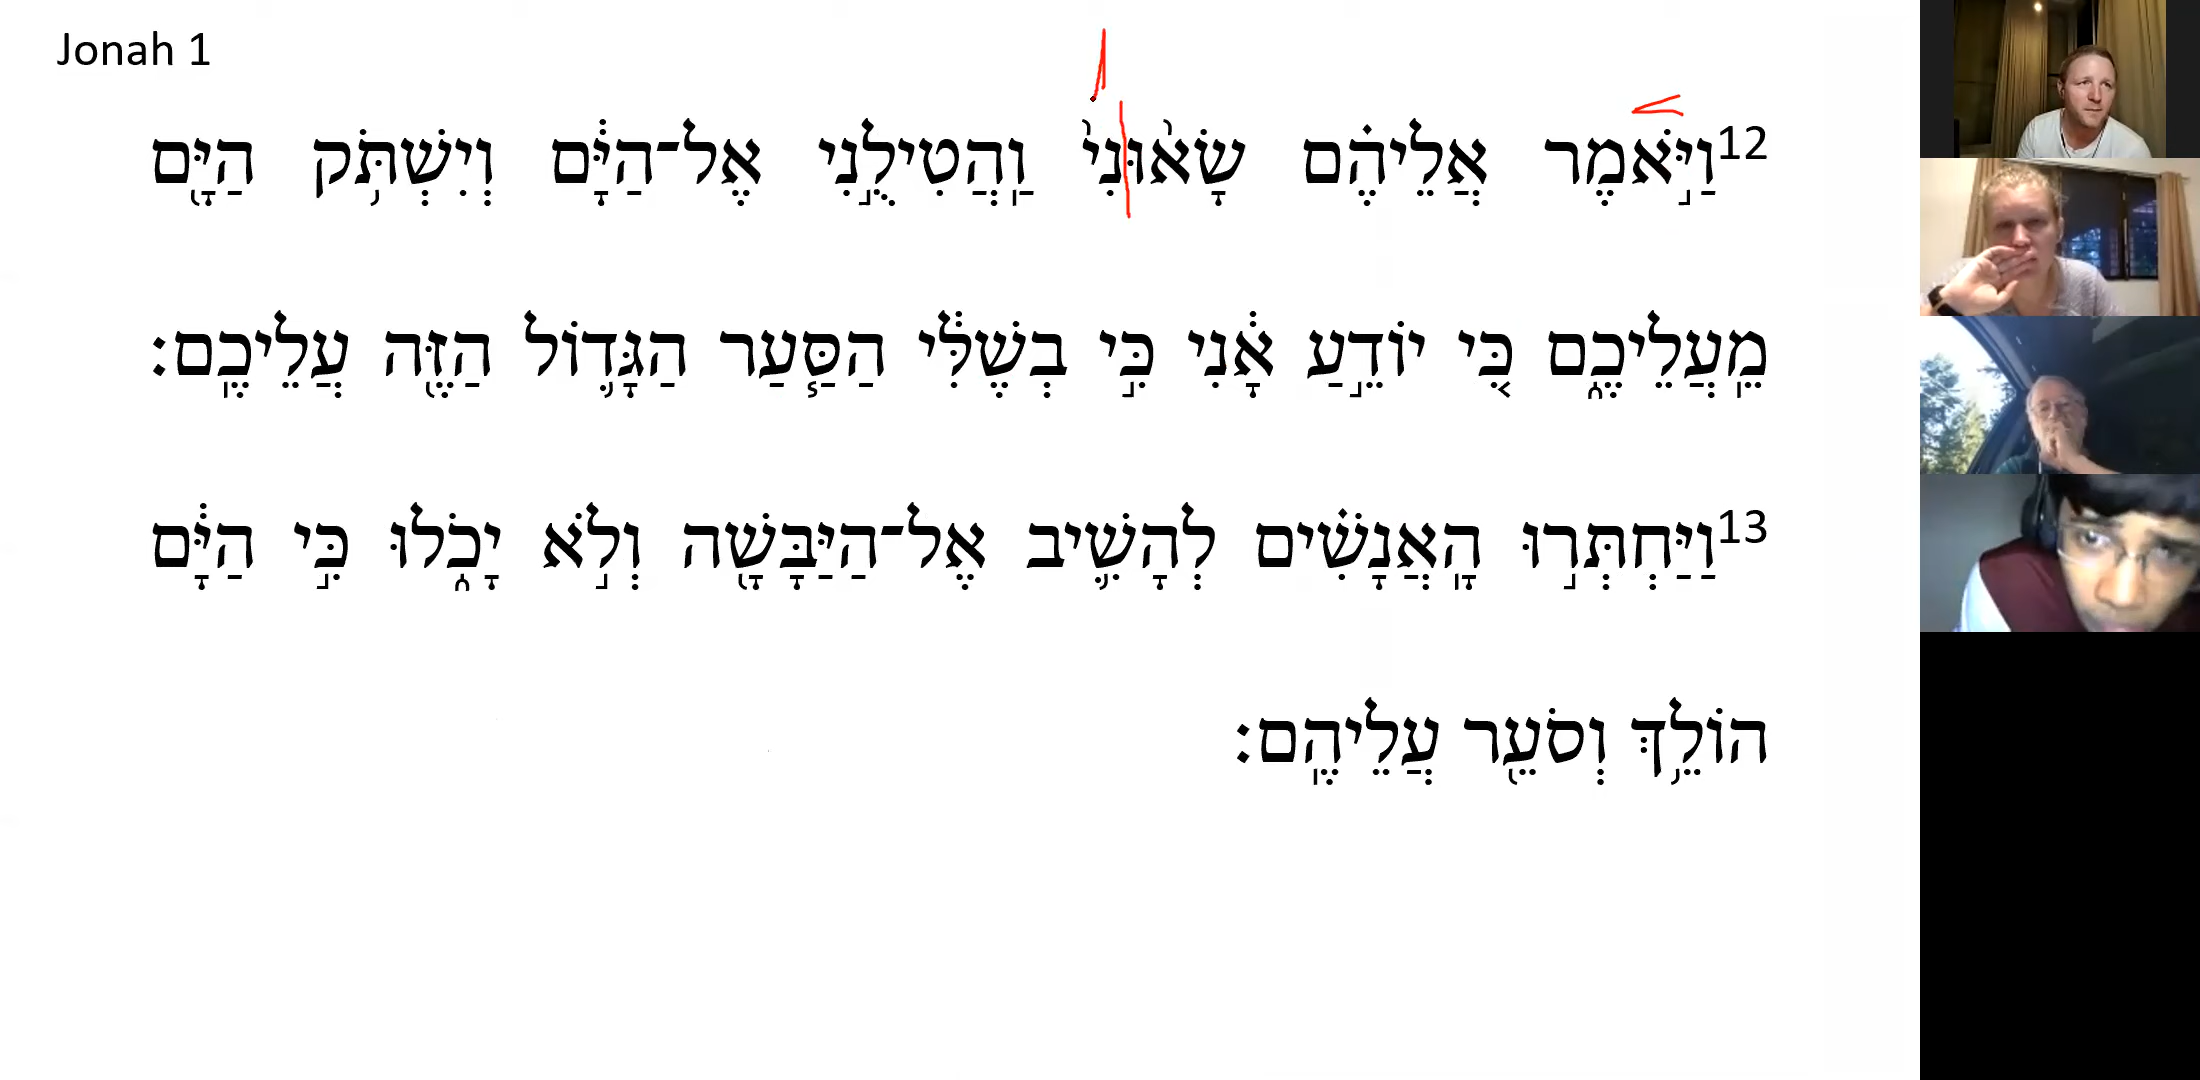 Jonah 1
12וַיֹּ֣אמֶר אֲלֵיהֶ֗ם שָׂא֙וּנִי֙ וַהֲטִילֻ֣נִי אֶל־הַיָּ֔ם וְיִשְׁתֹּ֥ק הַיָּ֖ם
מֵֽעֲלֵיכֶ֑ם כִּ֚י יוֹדֵ֣עַ אָ֔נִי כִּ֣י בְשֶׁלִּ֔י הַסַּ֧עַר הַגָּד֛וֹל הַזֶּ֖ה עֲלֵיכֶֽם׃
13וַיַּחְתְּר֣וּ הָֽאֲנָשִׁ֗ים לְהָשִׁ֥יב אֶל־הַיַּבָּשָׁ֖ה וְלֹ֣א יָכֹ֑לוּ כִּ֣י הַיָּ֔ם
הוֹלֵ֥ךְ וְסֹעֵ֖ר עֲלֵיהֶֽם׃